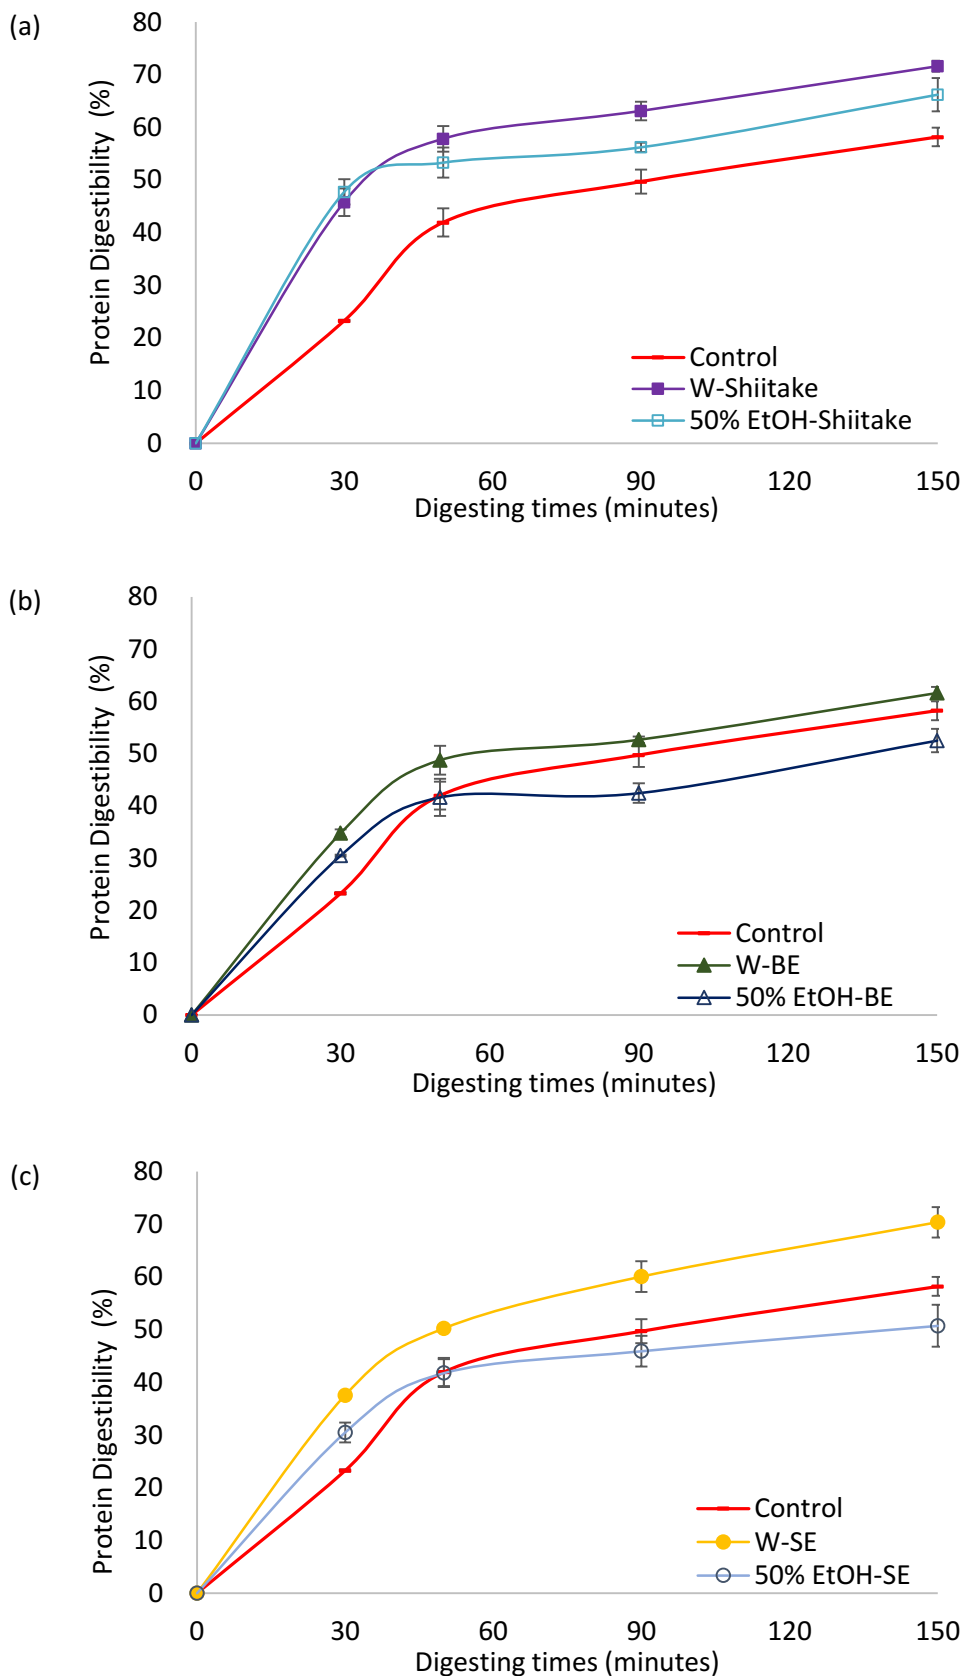 (a)
Protein Digestibility (%)
80
70
60
50
40
30
20
10
0
Control
W-Shiitake
50% EtOH-Shiitake
0 30 60 90 120 150
Digesting times (minutes)
(b)
Protein Digestibility (%)
80
70
60
50
40
30
20
10
0
Control
W-BE
50% EtOH-BE
0 30 60 90 120 150
Digesting times (minutes)
(c)
Protein Digestibility (%)
80
70
60
50
40
30
20
10
0
Control
W-SE
50% EtOH-SE
0 30 60 90 120 150
Digesting times (minutes)